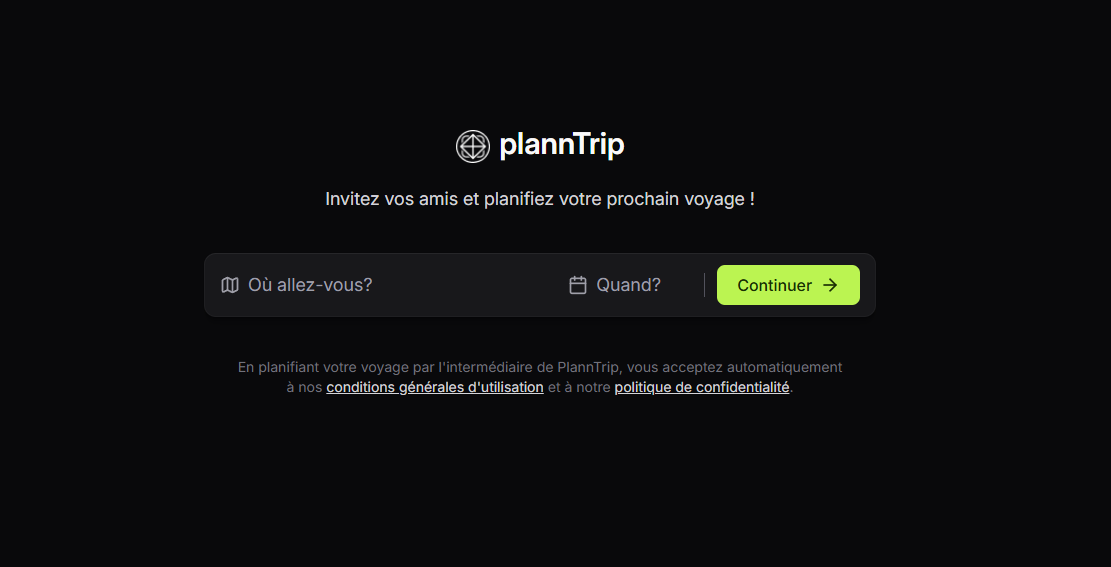 plannTrip
Invitez vos amis et planifiez votre prochain voyage !
Où allez-vous?
Quand?
Continuer
En planifiant votre voyage par l'intermédiaire de PlannTrip, vous acceptez automatiquement
à nos conditions générales d'utilisation et à notre politique de confidentialité.